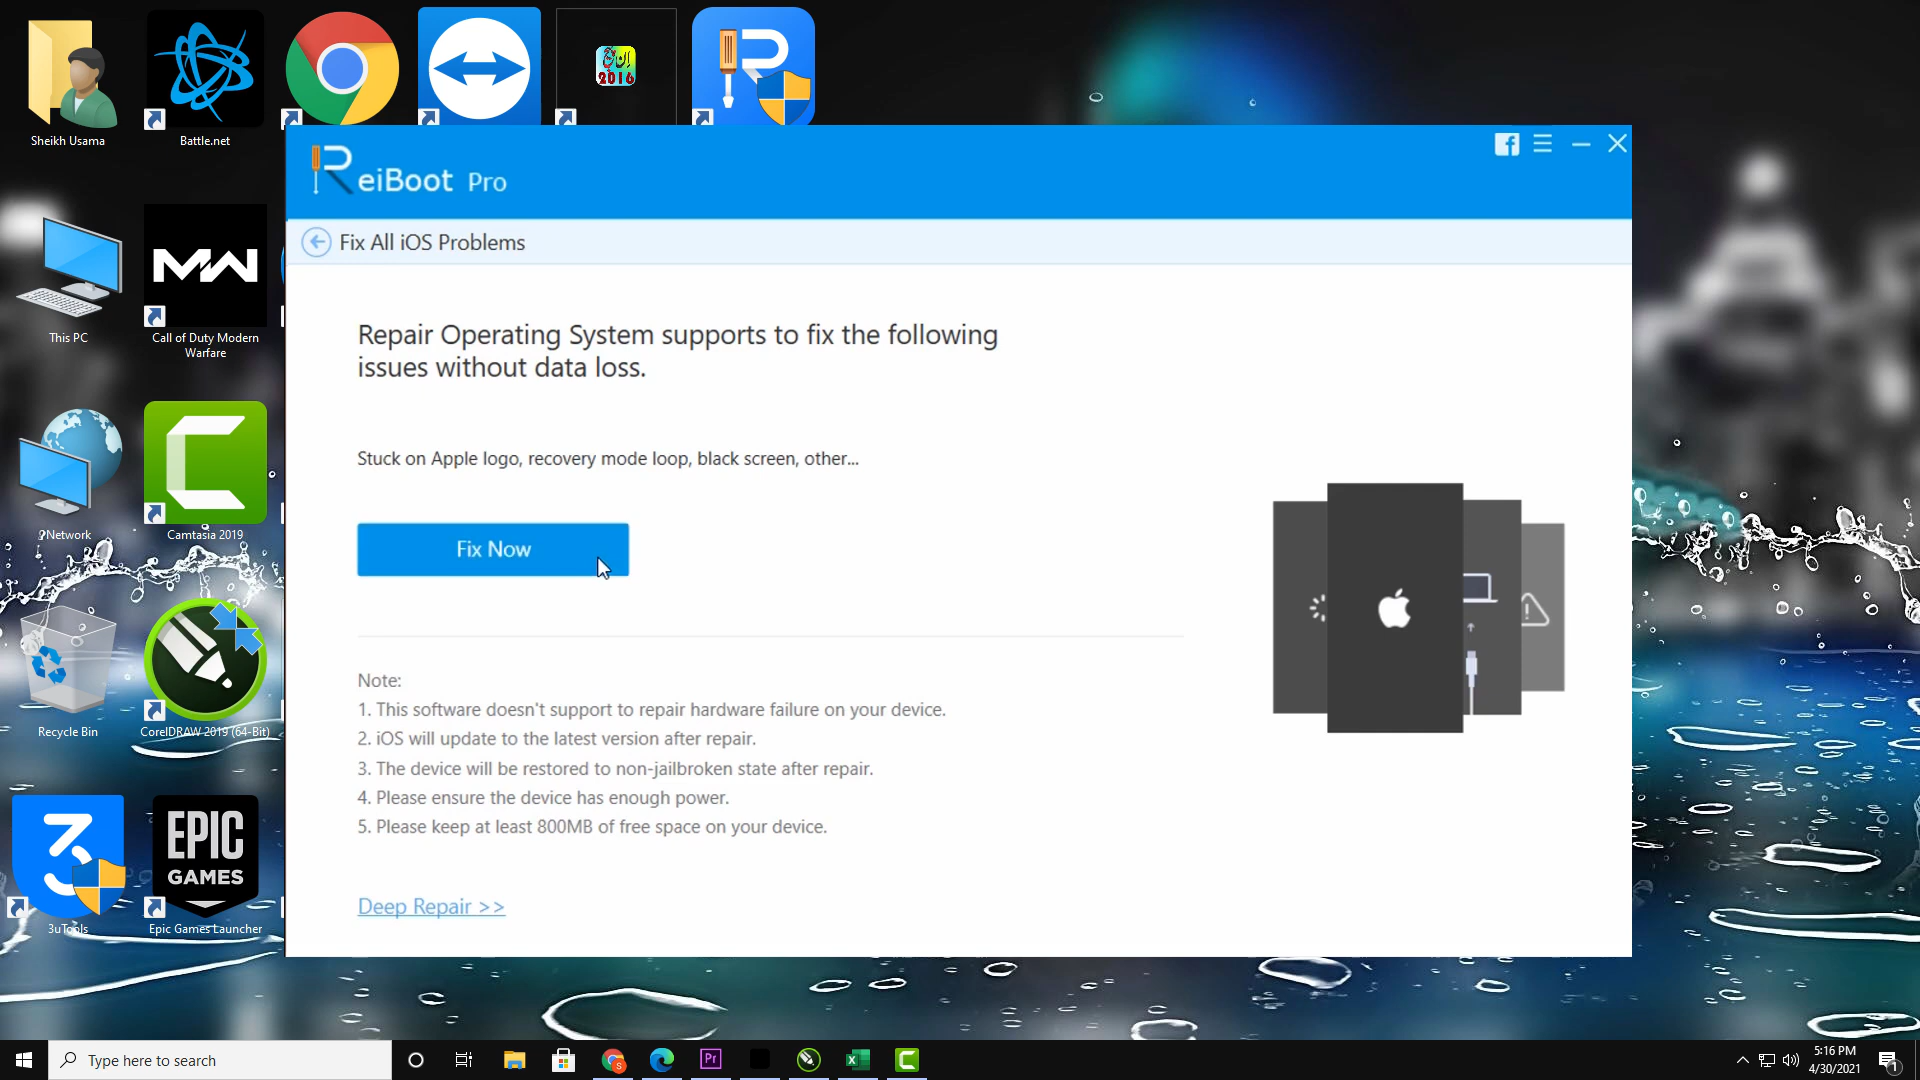 Sheikh Usama
Battle.net
2016
ReiBoot Pro
Fix All iOS Problems
This PC
MW
Call of Duty Modern
Warfare
Repair Operating System supports to fix the following
issues without data loss.
Stuck on Apple logo, recovery mode loop, black screen, other...
Network
Camtasia 2019
Fix Now
Note:
1. This software doesn't support to repair hardware failure on your device.
2. iOS will update to the latest version after repair.
3. The device will be restored to non-jailbroken state after repair.
4. Please ensure the device has enough power.
5. Please keep at least 800MB of free space on your device.
Recycle Bin
CorelDRAW 2019 (64-Bit)
EPIC
GAMES
3uTools
Epic Games Launcher
Deep Repair >>
Type here to search
Pr
5:16 PM
4/30/2021
1